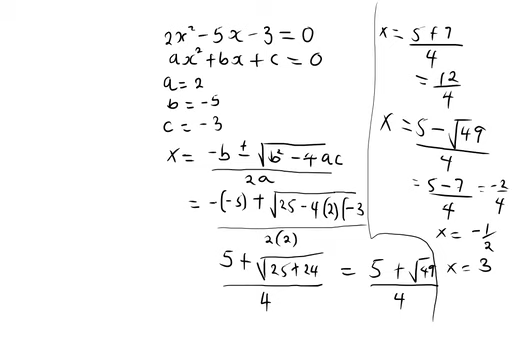 2x² - 5x - 3 = 0
ax² + bx + c = 0
a = 2
b = -5
c = -3
x = (-b ± √(b² - 4ac))/(2a)
= (-(-5) + √(25 - 4(2)(-3))/(2(2))
(5 + √(25 + 24))/4 = (5 + √49)/4
x = (5 + 7)/4
= 12/4
x = (5 - √49)/4
= (5 - 7)/4 = -2/4
x = -1/2
x = 3